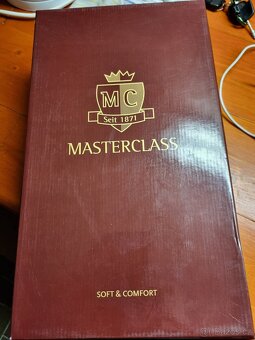 MC
Seit 1871
MASTERCLASS
SOFT & COMFORT